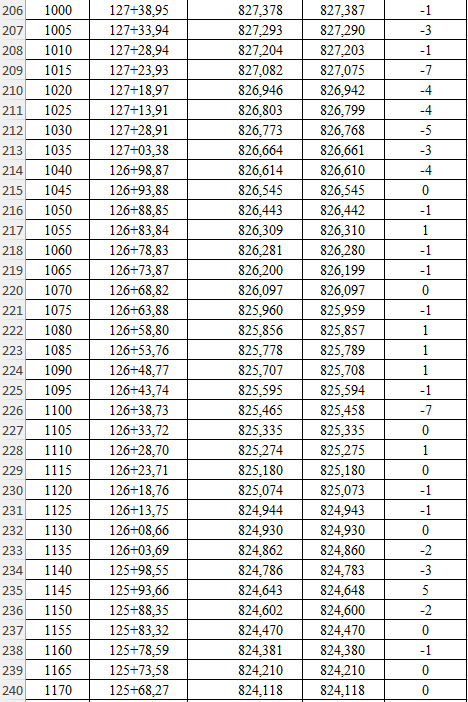 206 1000 127+38,95 827,378 827,387 -1
207 1005 127+33,94 827,293 827,290 -3
208 1010 127+28,94 827,204 827,203 -1
209 1015 127+23,93 827,082 827,075 -7
210 1020 127+18,97 826,946 826,942 -4
211 1025 127+13,91 826,803 826,799 -4
212 1030 127+28,91 826,773 826,768 -5
213 1035 127+03,38 826,664 826,661 -3
214 1040 126+98,87 826,614 826,610 -4
215 1045 126+93,88 826,545 826,545 0
216 1050 126+88,85 826,443 826,442 -1
217 1055 126+83,84 826,309 826,310 1
218 1060 126+78,83 826,281 826,280 -1
219 1065 126+73,87 826,200 826,199 -1
220 1070 126+68,82 826,097 826,097 0
221 1075 126+63,88 825,960 825,959 -1
222 1080 126+58,80 825,856 825,857 1
223 1085 126+53,76 825,778 825,789 1
224 1090 126+48,77 825,707 825,708 1
225 1095 126+43,74 825,595 825,594 -1
226 1100 126+38,73 825,465 825,458 -7
227 1105 126+33,72 825,335 825,335 0
228 1110 126+28,70 825,274 825,275 1
229 1115 126+23,71 825,180 825,180 0
230 1120 126+18,76 825,074 825,073 -1
231 1125 126+13,75 824,944 824,943 -1
232 1130 126+08,66 824,930 824,930 0
233 1135 126+03,69 824,862 824,860 -2
234 1140 125+98,55 824,786 824,783 -3
235 1145 125+93,66 824,643 824,648 5
236 1150 125+88,35 824,602 824,600 -2
237 1155 125+83,32 824,470 824,470 0
238 1160 125+78,59 824,381 824,380 -1
239 1165 125+73,58 824,210 824,210 0
240 1170 125+68,27 824,118 824,118 0